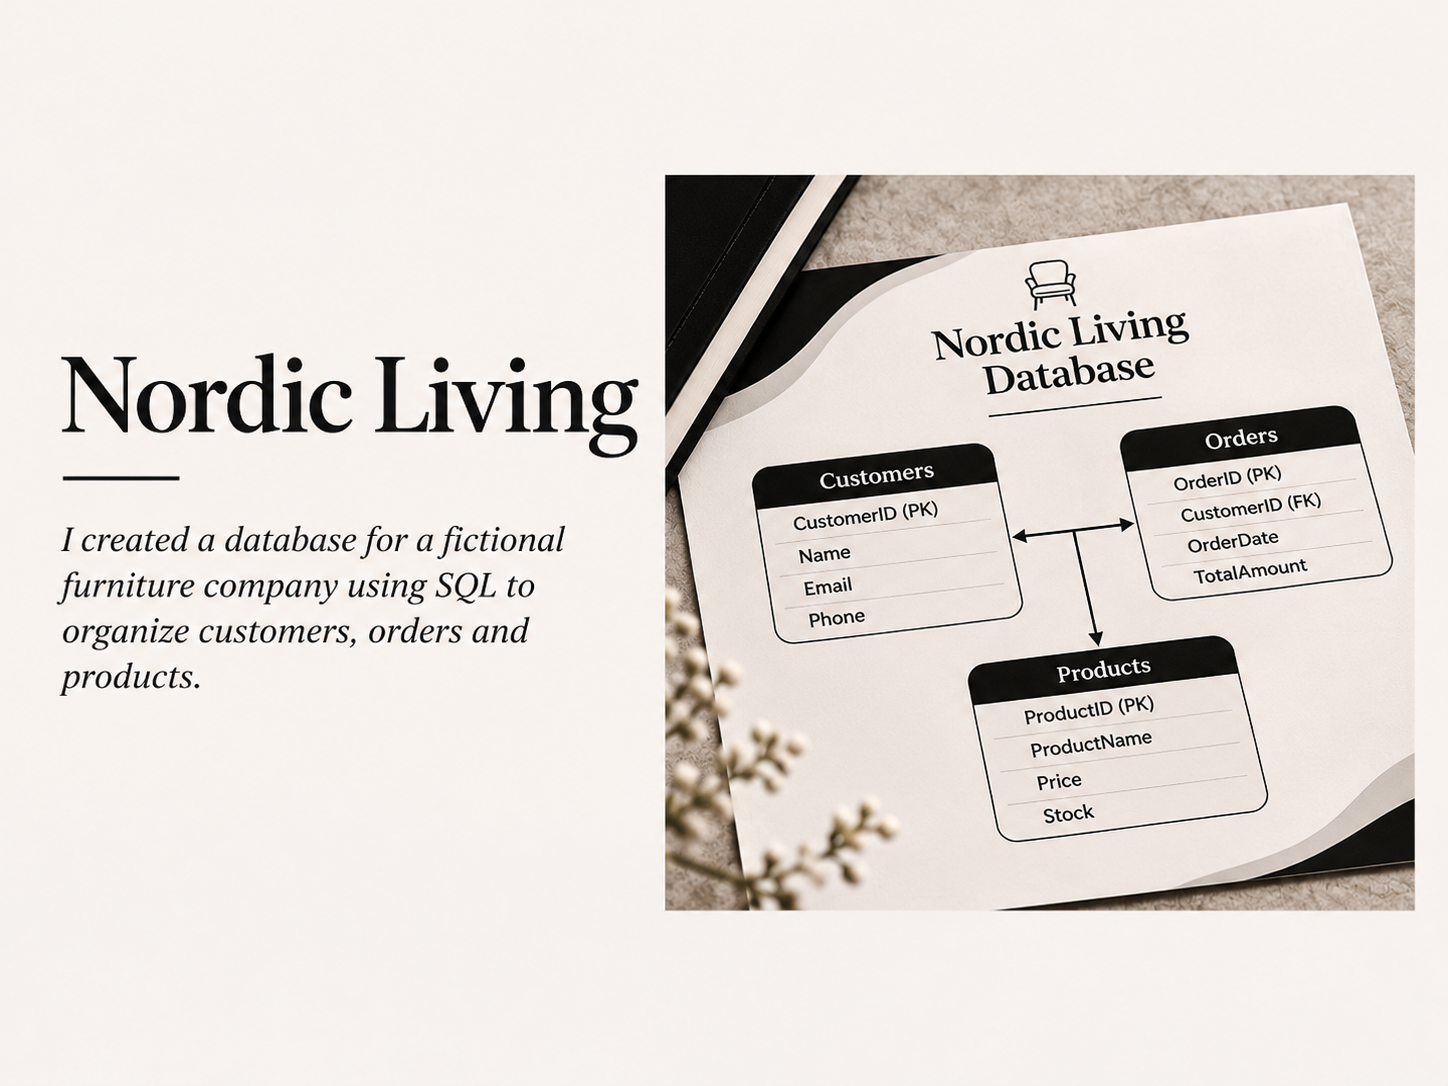 Nordic Living
I created a database for a fictional
furniture company using SQL to
organize customers, orders and
products.
Nordic Living
Database
Customers
CustomerID (PK)
Name
Email
Phone
Orders
OrderID (PK)
CustomerID (FK)
OrderDate
TotalAmount
Products
ProductID (PK)
ProductName
Price
Stock